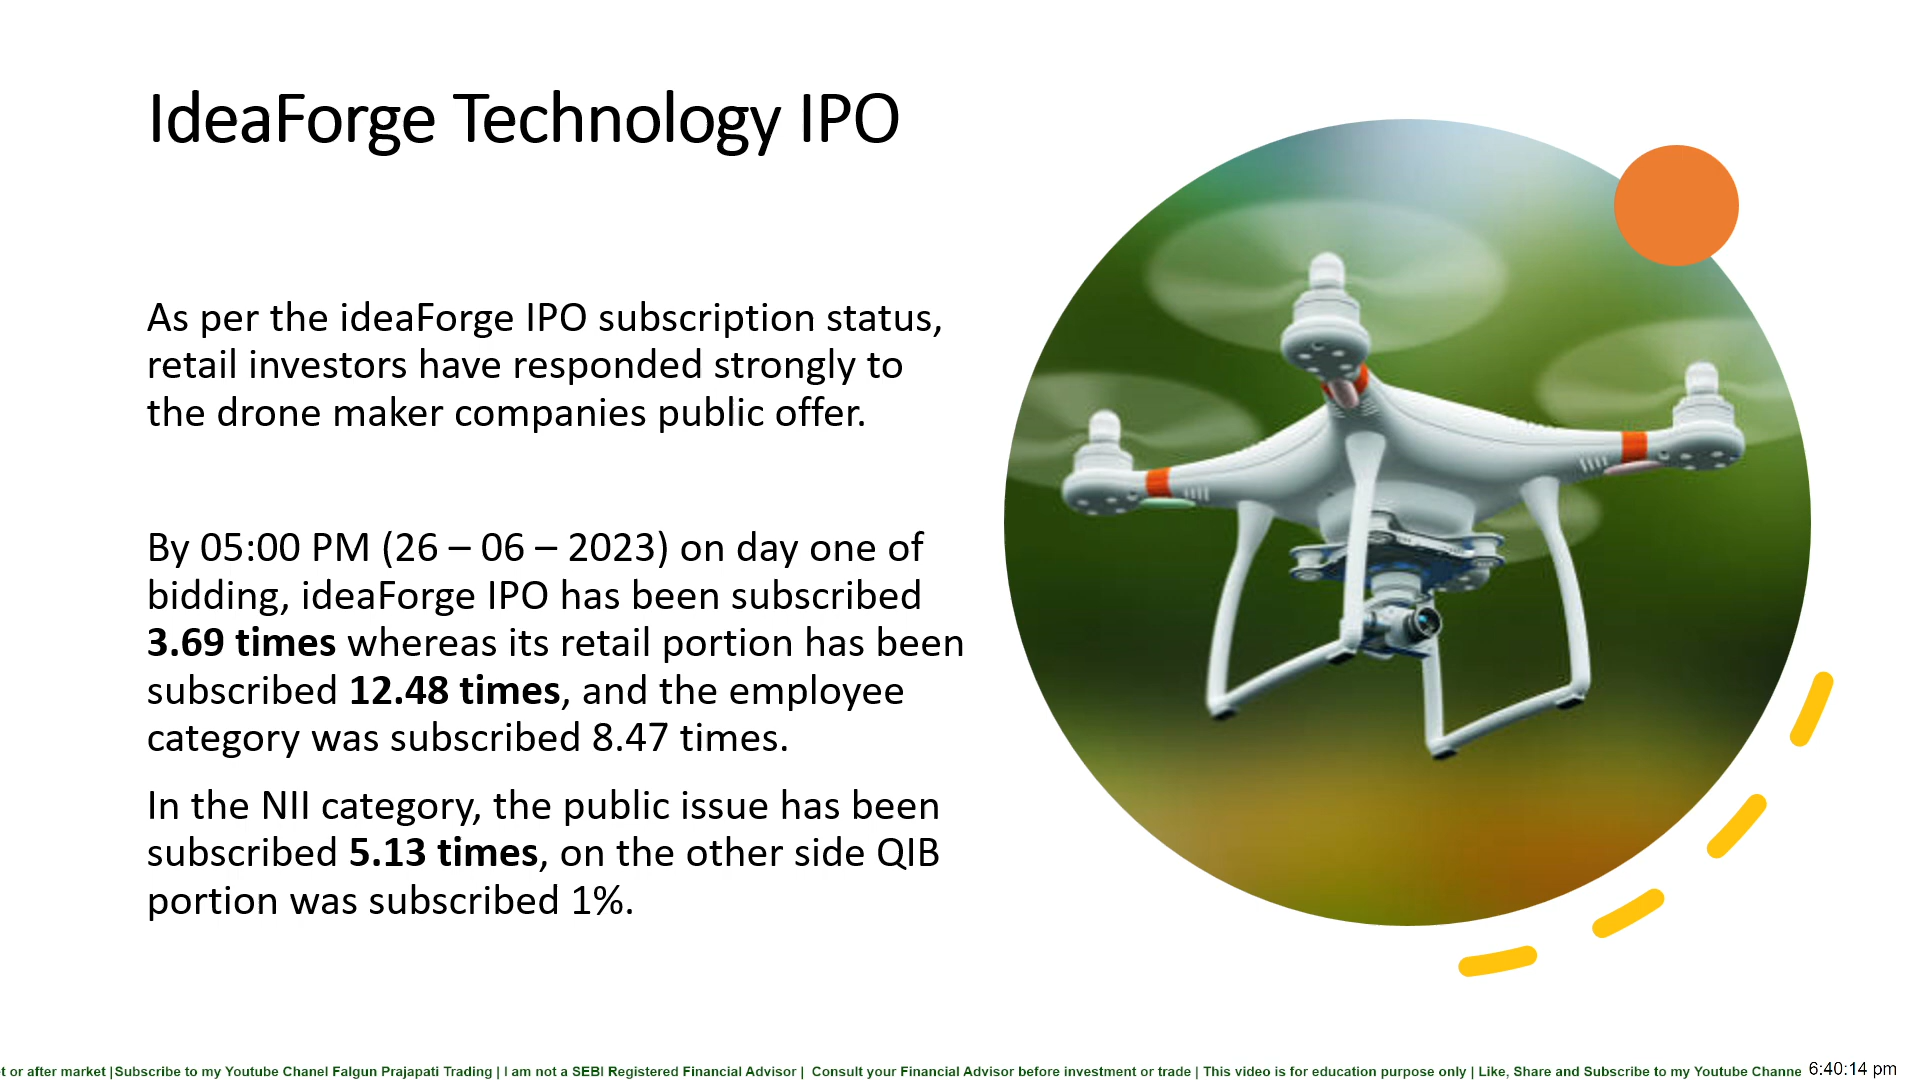 IdeaForge Technology IPO
As per the ideaForge IPO subscription status,
retail investors have responded strongly to
the drone maker companies public offer.
By 05:00 PM (26 – 06 – 2023) on day one of
bidding, ideaForge IPO has been subscribed
3.69 times whereas its retail portion has been
subscribed 12.48 times, and the employee
category was subscribed 8.47 times.
In the NII category, the public issue has been
subscribed 5.13 times, on the other side QIB
portion was subscribed 1%.
t or after market |Subscribe to my Youtube Chanel Falgun Prajapati Trading | I am not a SEBI Registered Financial Advisor | Consult your Financial Advisor before investment or trade | This video is for education purpose only | Like, Share and Subscribe to my Youtube Channe 6:40:14 pm